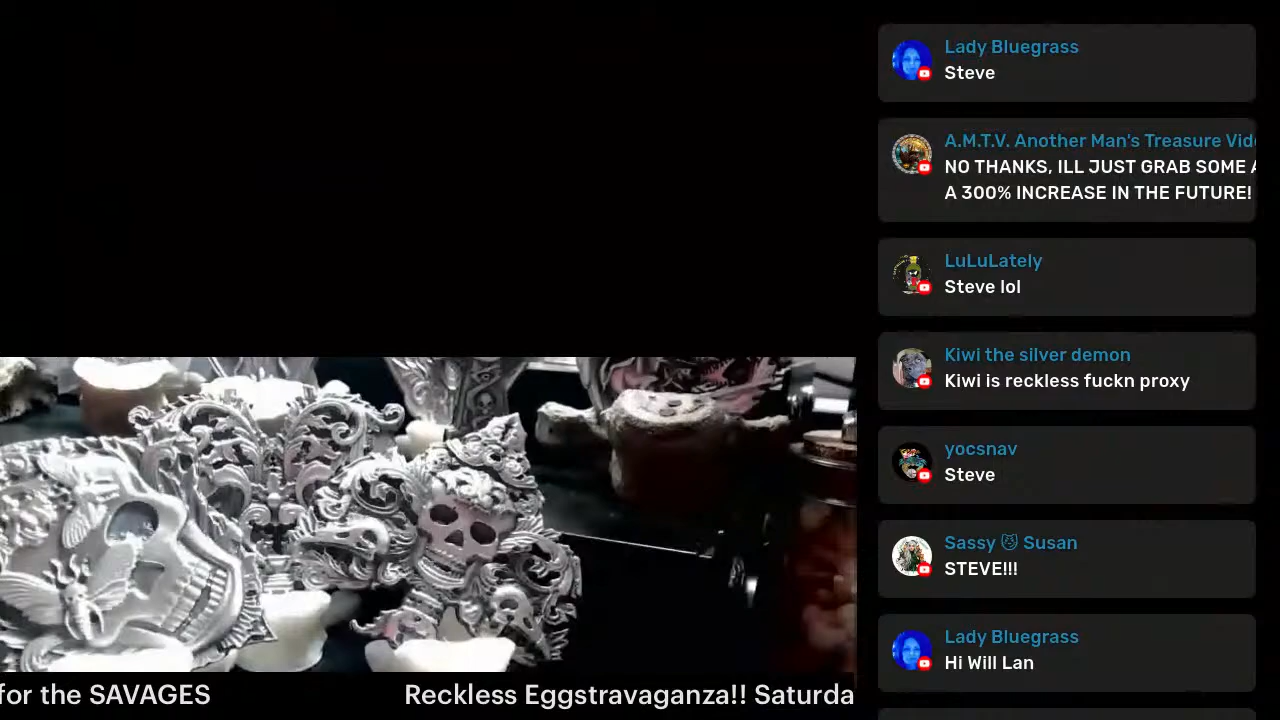 Lady Bluegrass
Steve
A.M.T.V. Another Man's Treasure
NO THANKS, ILL JUST GRAB SOME
A 300% INCREASE IN THE FUTURE!
LuLuLately
Steve lol
Kiwi the silver demon
Kiwi is reckless fuckn proxy
yocsnav
Steve
Sassy 😼 Susan
STEVE!!!
Lady Bluegrass
Hi Will Lan
for the SAVAGES
Reckless Eggstravaganza!! Saturda